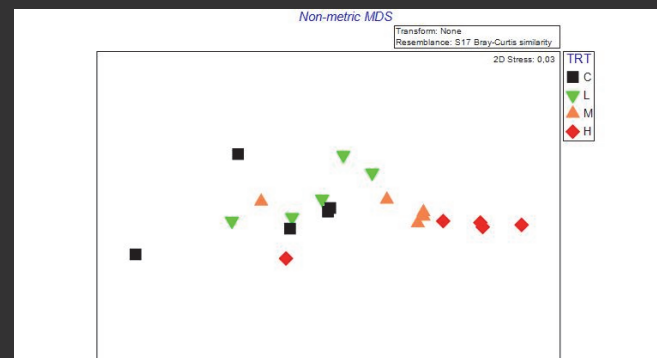 Non-metric MDS
Transform: None
Resemblance: S17 Bray-Curtis similarity
2D Stress: 0,03
TRT
C
L
M
H